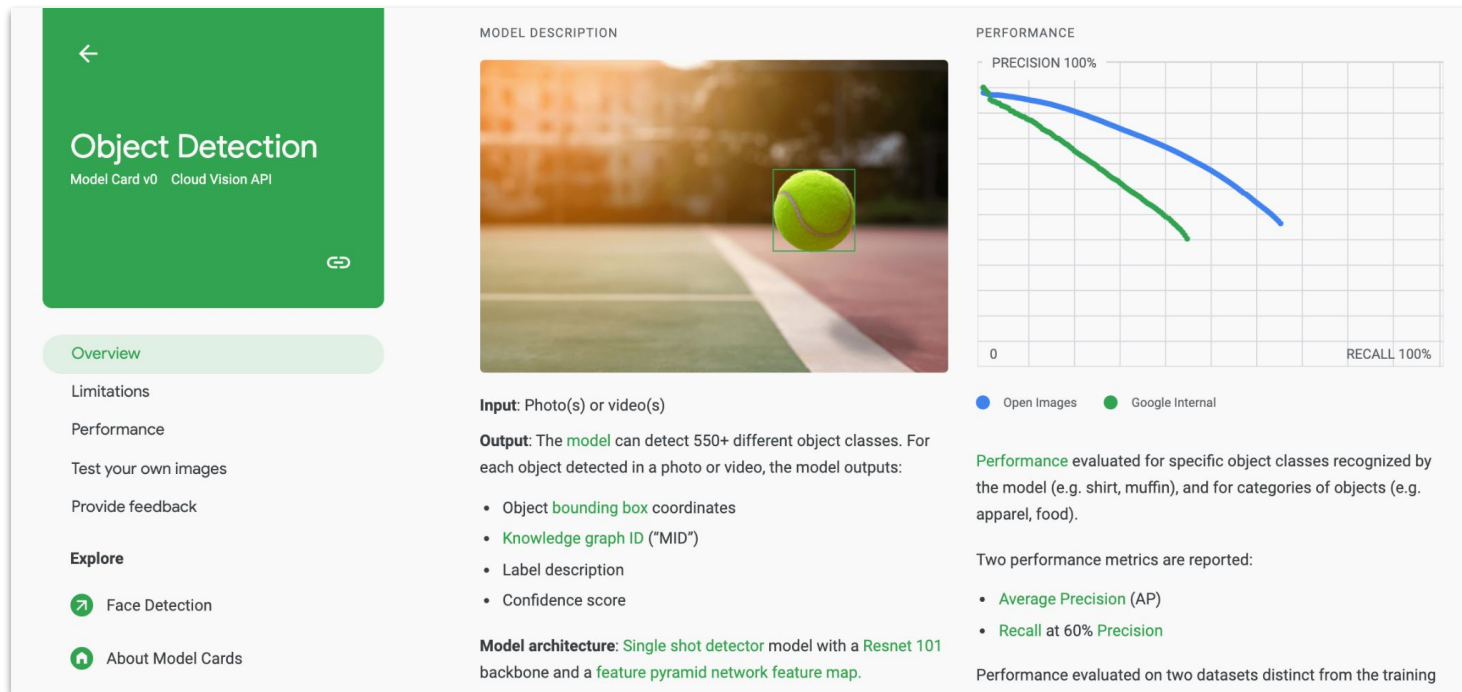 Object Detection
Model Card v0 Cloud Vision API
Overview
Limitations
Performance
Test your own images
Provide feedback
Explore
Face Detection
About Model Cards
MODEL DESCRIPTION
Input: Photo(s) or video(s)
Output: The model can detect 550+ different object classes. For
each object detected in a photo or video, the model outputs:
• Object bounding box coordinates
• Knowledge graph ID (“MID”)
• Label description
• Confidence score
Model architecture: Single shot detector model with a Resnet 101
backbone and a feature pyramid network feature map.
PERFORMANCE
PRECISION 100%
0 RECALL 100%
Open Images Google Internal
Performance evaluated for specific object classes recognized by
the model (e.g. shirt, muffin), and for categories of objects (e.g.
apparel, food).
Two performance metrics are reported:
• Average Precision (AP)
• Recall at 60% Precision
Performance evaluated on two datasets distinct from the training